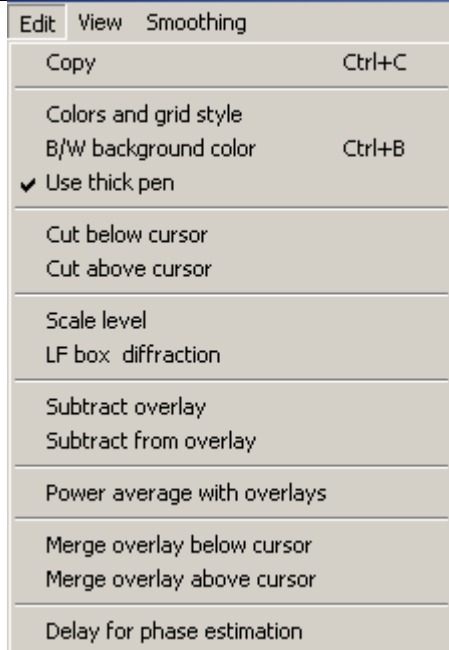 Edit View Smoothing
Copy Ctrl+C
Colors and grid style
B/W background color Ctrl+B
Use thick pen
Cut below cursor
Cut above cursor
Scale level
LF box diffraction
Subtract overlay
Subtract from overlay
Power average with overlays
Merge overlay below cursor
Merge overlay above cursor
Delay for phase estimation